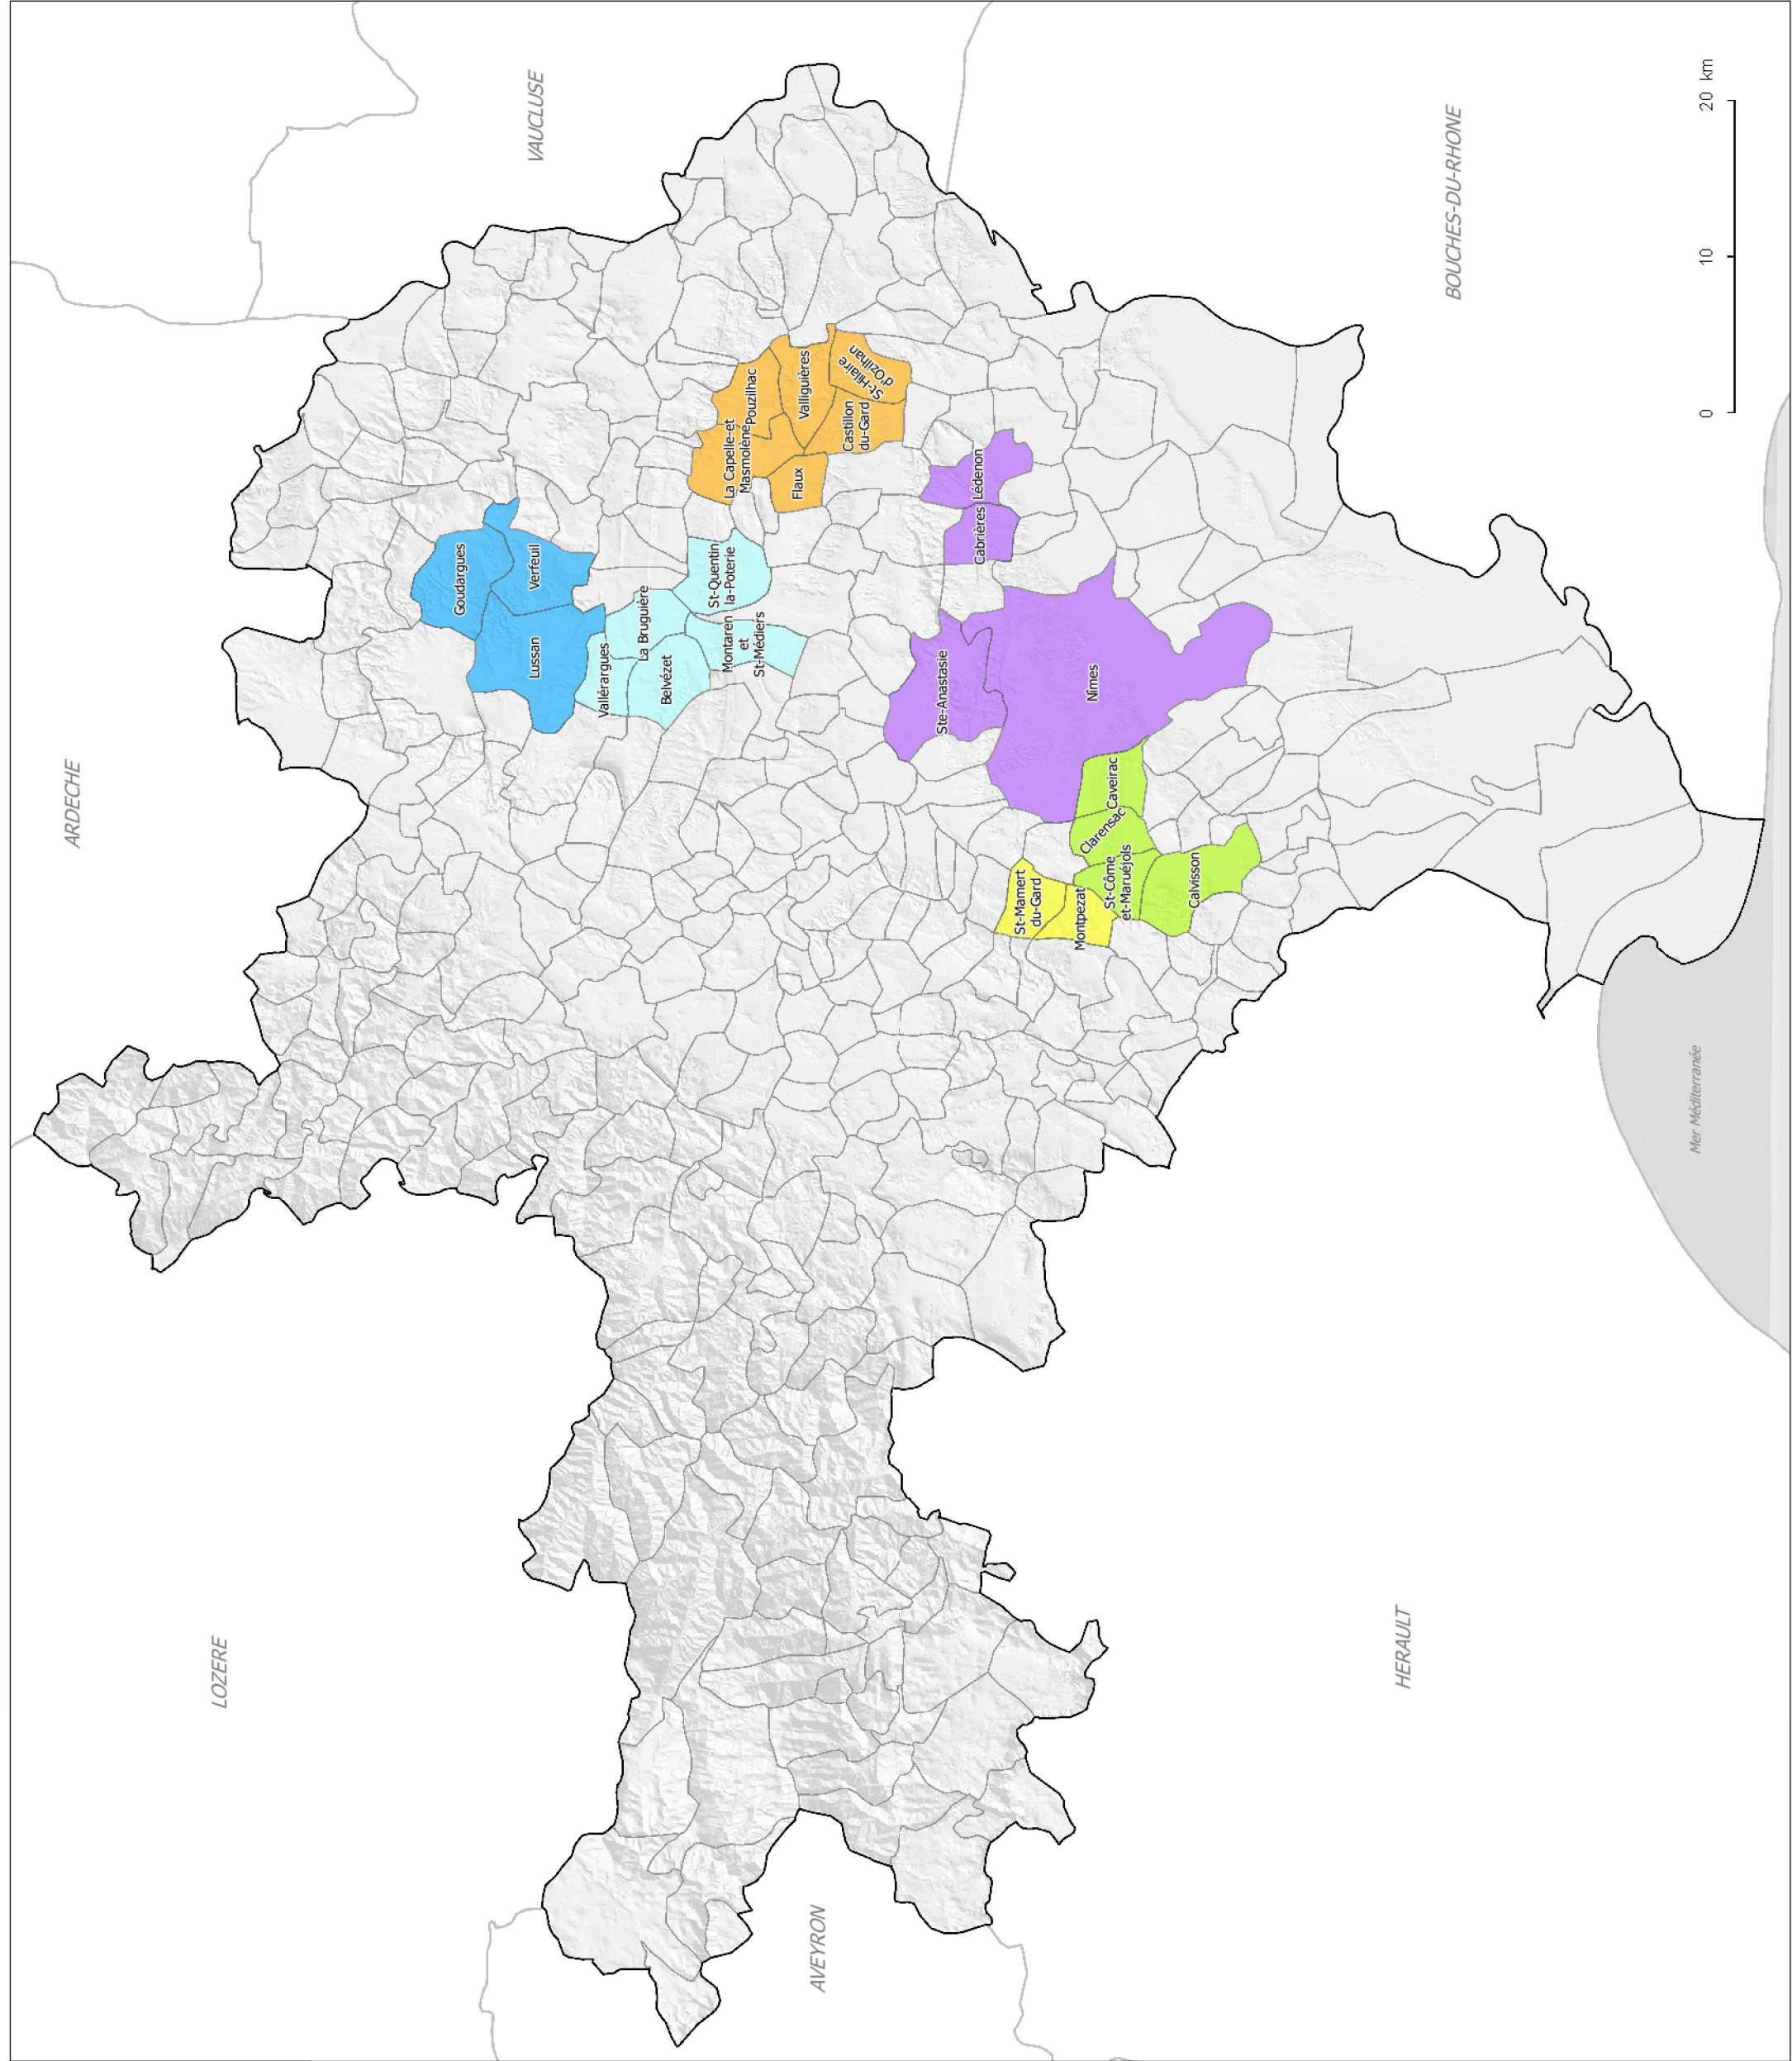 ARDECHE
LOZERE
VAUCLUSE
AVEYRON
HERAULT
BOUCHES-DU-RHONE
Mer Méditerranée
Goudargues
Verfeuil
Lussan
Vallérargues
La Bruguière
Belvézet
St-Quentin
la-Poterie
Montaren
et
St-Médiers
La Capelle-et
Masmolène
Pouzilhac
Valliguières
Flaux
Castillon
du-Gard
St-Hilaire
d'Ozilhan
Lédenon
Cabrières
Ste-Anastasie
Nîmes
Caveirac
Clarensac
St-Côme
et-Maruéjols
Calvisson
St-Mamert
du-Gard
Montpezat
0 10 20 km